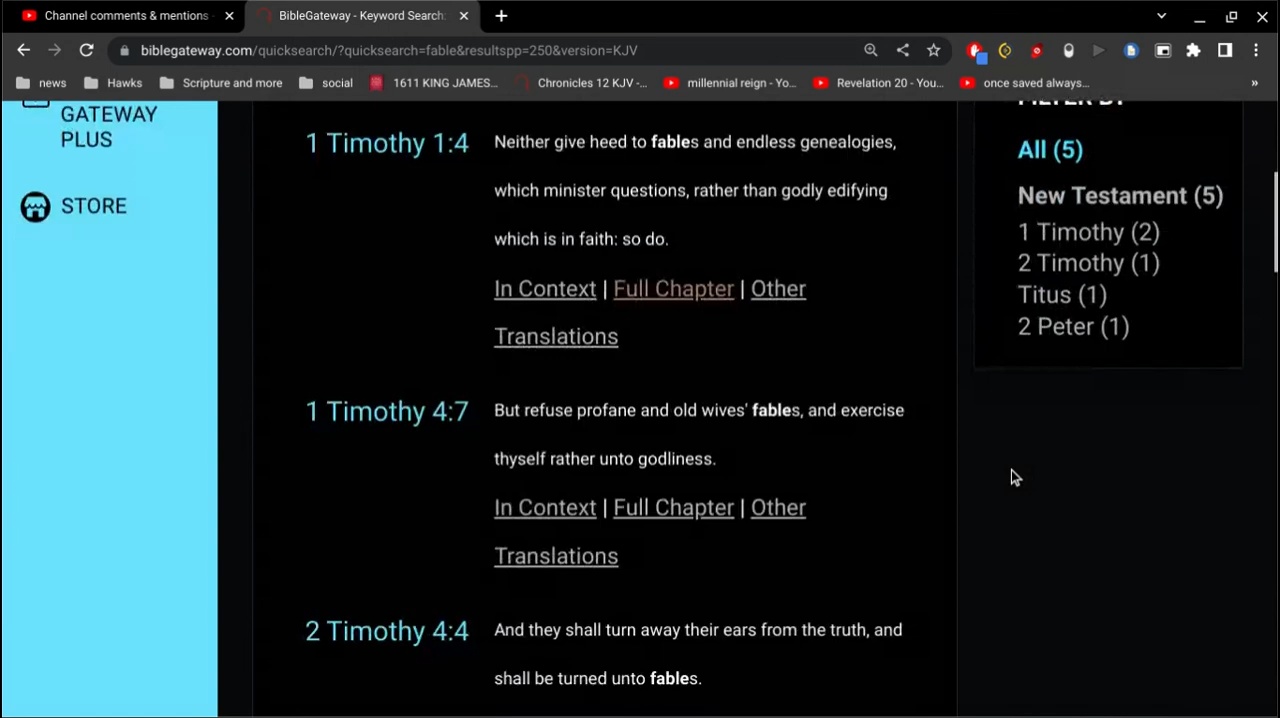 Channel comments & mentions -
BibleGateway - Keyword Search:
biblegateway.com/quicksearch/?quicksearch=fable&resultspp=250&version=KJV
news
Hawks
Scripture and more
social
1611 KING JAMES...
Chronicles 12 KJV -...
millennial reign - Yo...
Revelation 20 - You...
once saved always...
»
GATEWAY
PLUS
STORE
1 Timothy 1:4
Neither give heed to fables and endless genealogies,
which minister questions, rather than godly edifying
which is in faith: so do.
In Context | Full Chapter | Other
Translations
1 Timothy 4:7
But refuse profane and old wives' fables, and exercise
thyself rather unto godliness.
In Context | Full Chapter | Other
Translations
2 Timothy 4:4
And they shall turn away their ears from the truth, and
shall be turned unto fables.
FILTER BY
All (5)
New Testament (5)
1 Timothy (2)
2 Timothy (1)
Titus (1)
2 Peter (1)